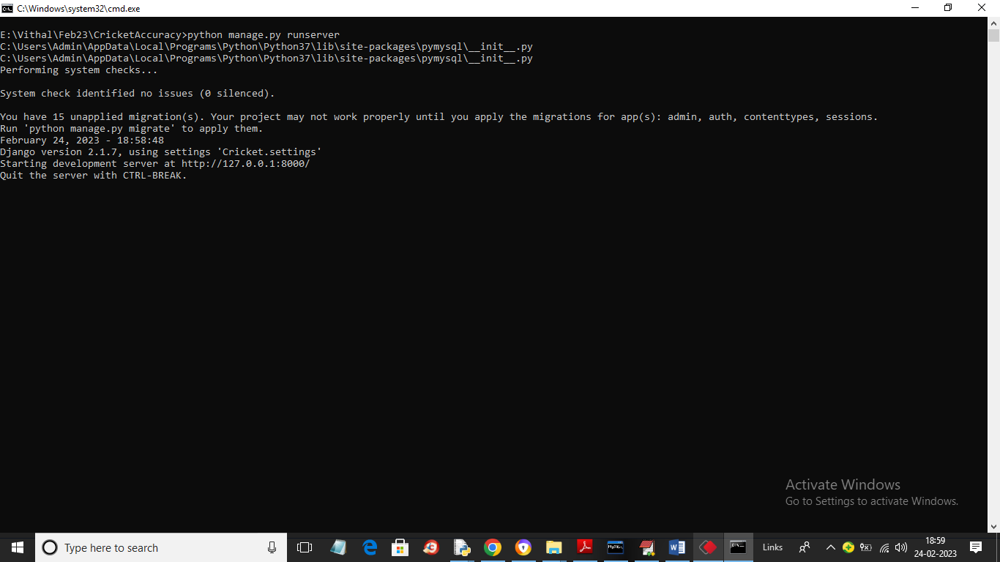 C:\Windows\system32\cmd.exe
E:\Vithal\Feb23\CricketAccuracy>python manage.py runserver
C:\Users\Admin\AppData\Local\Programs\Python\Python37\lib\site-packages\pymysql\__init__.py
C:\Users\Admin\AppData\Local\Programs\Python\Python37\lib\site-packages\pymysql\__init__.py
Performing system checks...
System check identified no issues (0 silenced).
You have 15 unapplied migration(s). Your project may not work properly until you apply the migrations for app(s): admin, auth, contenttypes, sessions.
Run 'python manage.py migrate' to apply them.
February 24, 2023 - 18:58:48
Django version 2.1.7, using settings 'Cricket.settings'
Starting development server at http://127.0.0.1:8000/
Quit the server with CTRL-BREAK.
Activate Windows
Go to Settings to activate Windows.
Type here to search
MySQL
Links
18:59
24-02-2023